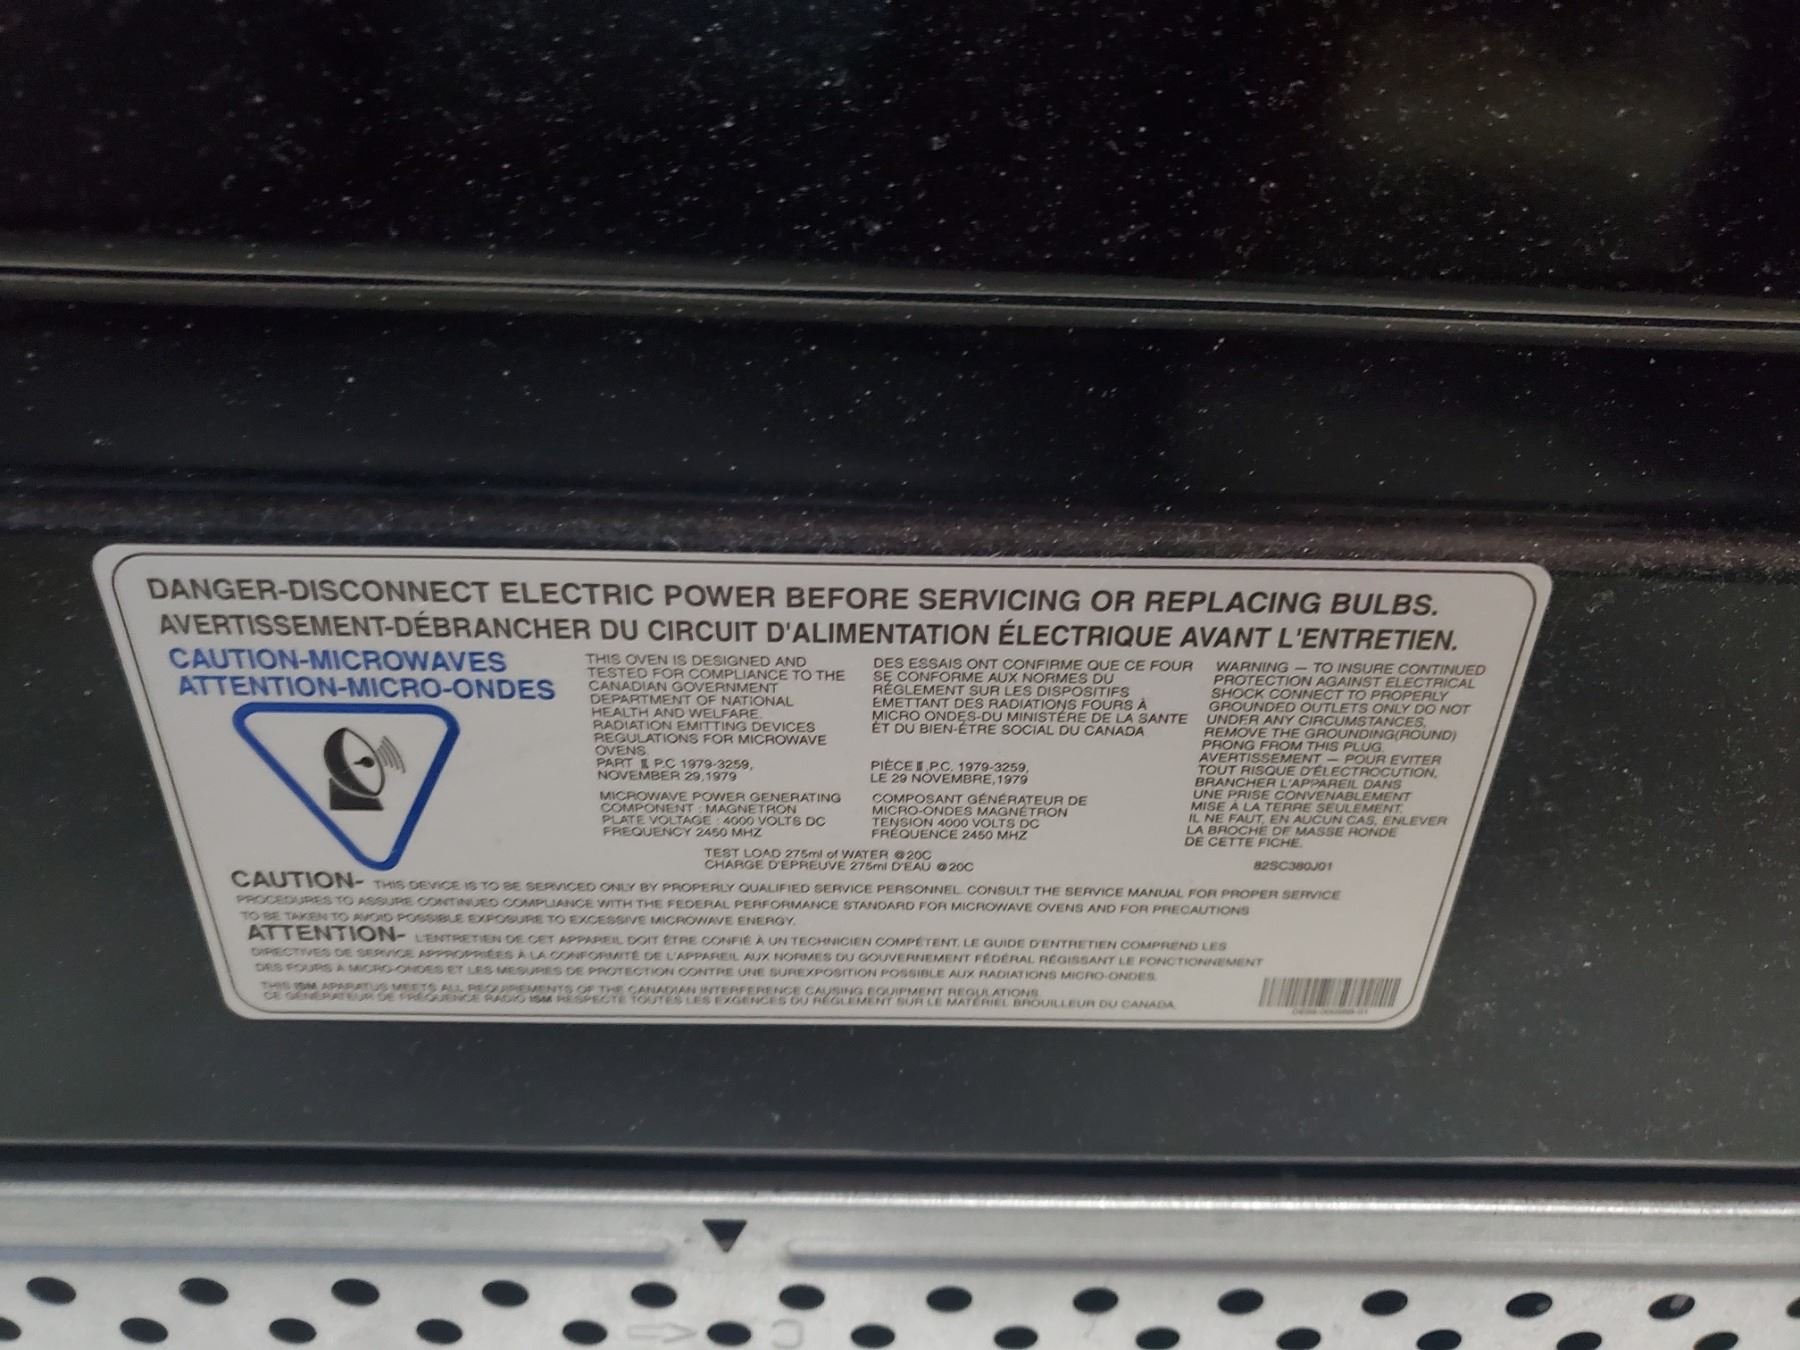 DANGER-DISCONNECT ELECTRIC POWER BEFORE SERVICING OR REPLACING BULBS.
AVERTISSEMENT-DÉBRANCHER DU CIRCUIT D'ALIMENTATION ÉLECTRIQUE AVANT L'ENTRETIEN.
CAUTION-MICROWAVES
ATTENTION-MICRO-ONDES
THIS OVEN IS DESIGNED AND
TESTED FOR COMPLIANCE TO THE
CANADIAN GOVERNMENT
DEPARTMENT OF NATIONAL
HEALTH AND WELFARE.
RADIATION EMITTING DEVICES
REGULATIONS FOR MICROWAVE
OVENS.
PART Ⅲ, P.C 1979-3259,
NOVEMBER 29,1979
MICROWAVE POWER GENERATING
COMPONENT : MAGNETRON
PLATE VOLTAGE : 4000 VOLTS DC
FREQUENCY 2450 MHZ
DES ESSAIS ONT CONFIRME QUE CE FOUR
SE CONFORME AUX NORMES DU
RÉGLEMENT SUR LES DISPOSITIFS
ÉMETTANT DES RADIATIONS FOURS À
MICRO ONDES-DU MINISTÉRE DE LA SANTE
ET DU BIEN-ÊTRE SOCIAL DU CANADA
PIÈCE Ⅲ, P.C. 1979-3259,
LE 29 NOVEMBRE, 1979
COMPOSANT GÉNÉRATEUR DE
MICRO-ONDES MAGNÉTRON
TENSION 4000 VOLTS DC
FRÉQUENCE 2450 MHZ
WARNING — TO INSURE CONTINUED
PROTECTION AGAINST ELECTRICAL
SHOCK CONNECT TO PROPERLY
GROUNDED OUTLETS ONLY DO NOT
UNDER ANY CIRCUMSTANCES,
REMOVE THE GROUNDING(ROUND)
PRONG FROM THIS PLUG.
AVERTISSEMENT — POUR EVITER
TOUT RISQUE D'ÉLECTROCUTION,
BRANCHER L'APPAREIL DANS
UNE PRISE CONVENABLEMENT
MISE À LA TERRE SEULEMENT.
IL NE FAUT, EN AUCUN CAS, ENLEVER
LA BROCHE DE MASSE RONDE
DE CETTE FICHE.
TEST LOAD 275ml of WATER @20C
CHARGE D'EPREUVE 275ml D'EAU @20C
82SC380J01
CAUTION- THIS DEVICE IS TO BE SERVICED ONLY BY PROPERLY QUALIFIED SERVICE PERSONNEL. CONSULT THE SERVICE MANUAL FOR PROPER SERVICE
PROCEDURES TO ASSURE CONTINUED COMPLIANCE WITH THE FEDERAL PERFORMANCE STANDARD FOR MICROWAVE OVENS AND FOR PRECAUTIONS
TO BE TAKEN TO AVOID POSSIBLE EXPOSURE TO EXCESSIVE MICROWAVE ENERGY.
ATTENTION- L'ENTRETIEN DE CET APPAREIL DOIT ÊTRE CONFIÉ À UN TECHNICIEN COMPÉTENT. LE GUIDE D'ENTRETIEN COMPREND LES
DIRECTIVES DE SERVICE APPROPRIÉES À LA CONFORMITÉ DE L'APPAREIL AUX NORMES DU GOUVERNEMENT FÉDÉRAL RÉGISSANT LE FONCTIONNEMENT
DES FOURS A MICRO-ONDES ET LES MESURES DE PROTECTION CONTRE UNE SUREXPOSITION POSSIBLE AUX RADIATIONS MICRO-ONDES.
THIS ISM APPARATUS MEETS ALL REQUIREMENTS OF THE CANADIAN INTERFERENCE CAUSING EQUIPMENT REGULATIONS.
CE GÉNÉRATEUR DE FRÉQUENCE RADIO ISM RESPECTE TOUTES LES EXGENCES DU RÉGLEMENT SUR LE MATÉRIEL BROUILLEUR DU CANADA.